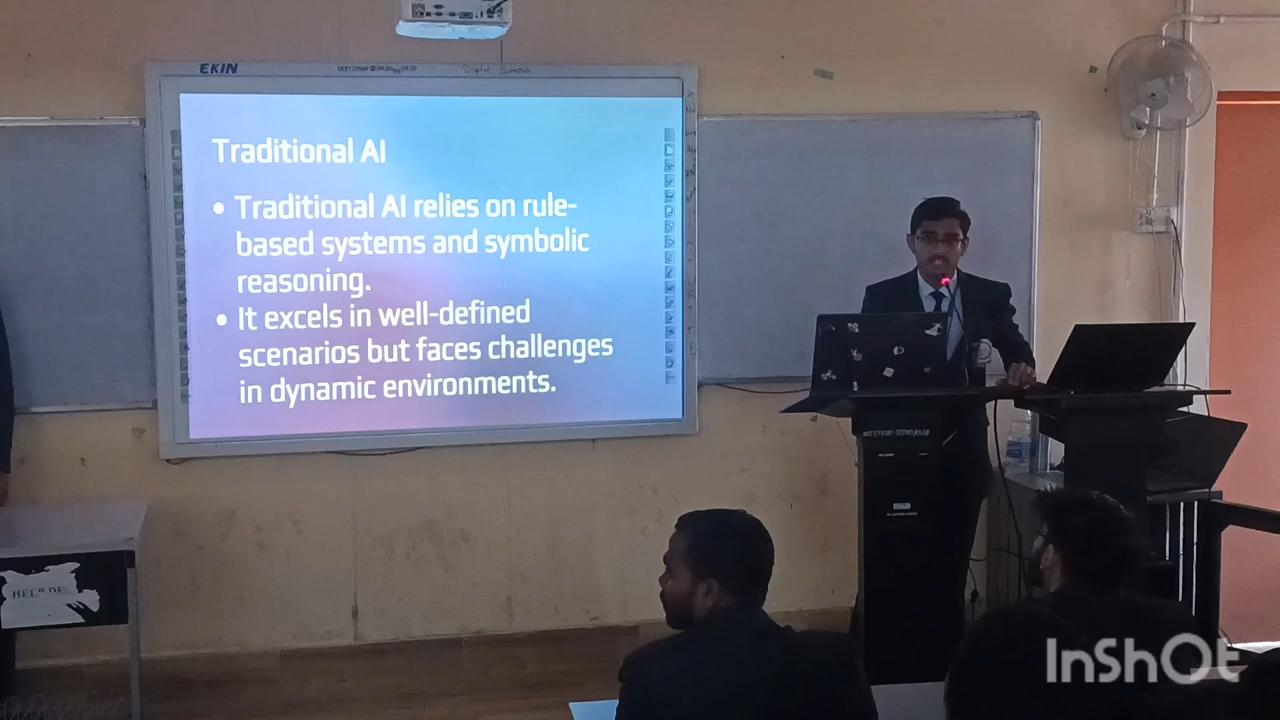 EKIN
Traditional AI
• Traditional AI relies on rule-
based systems and symbolic
reasoning.
• It excels in well-defined
scenarios but faces challenges
in dynamic environments.
InShOt